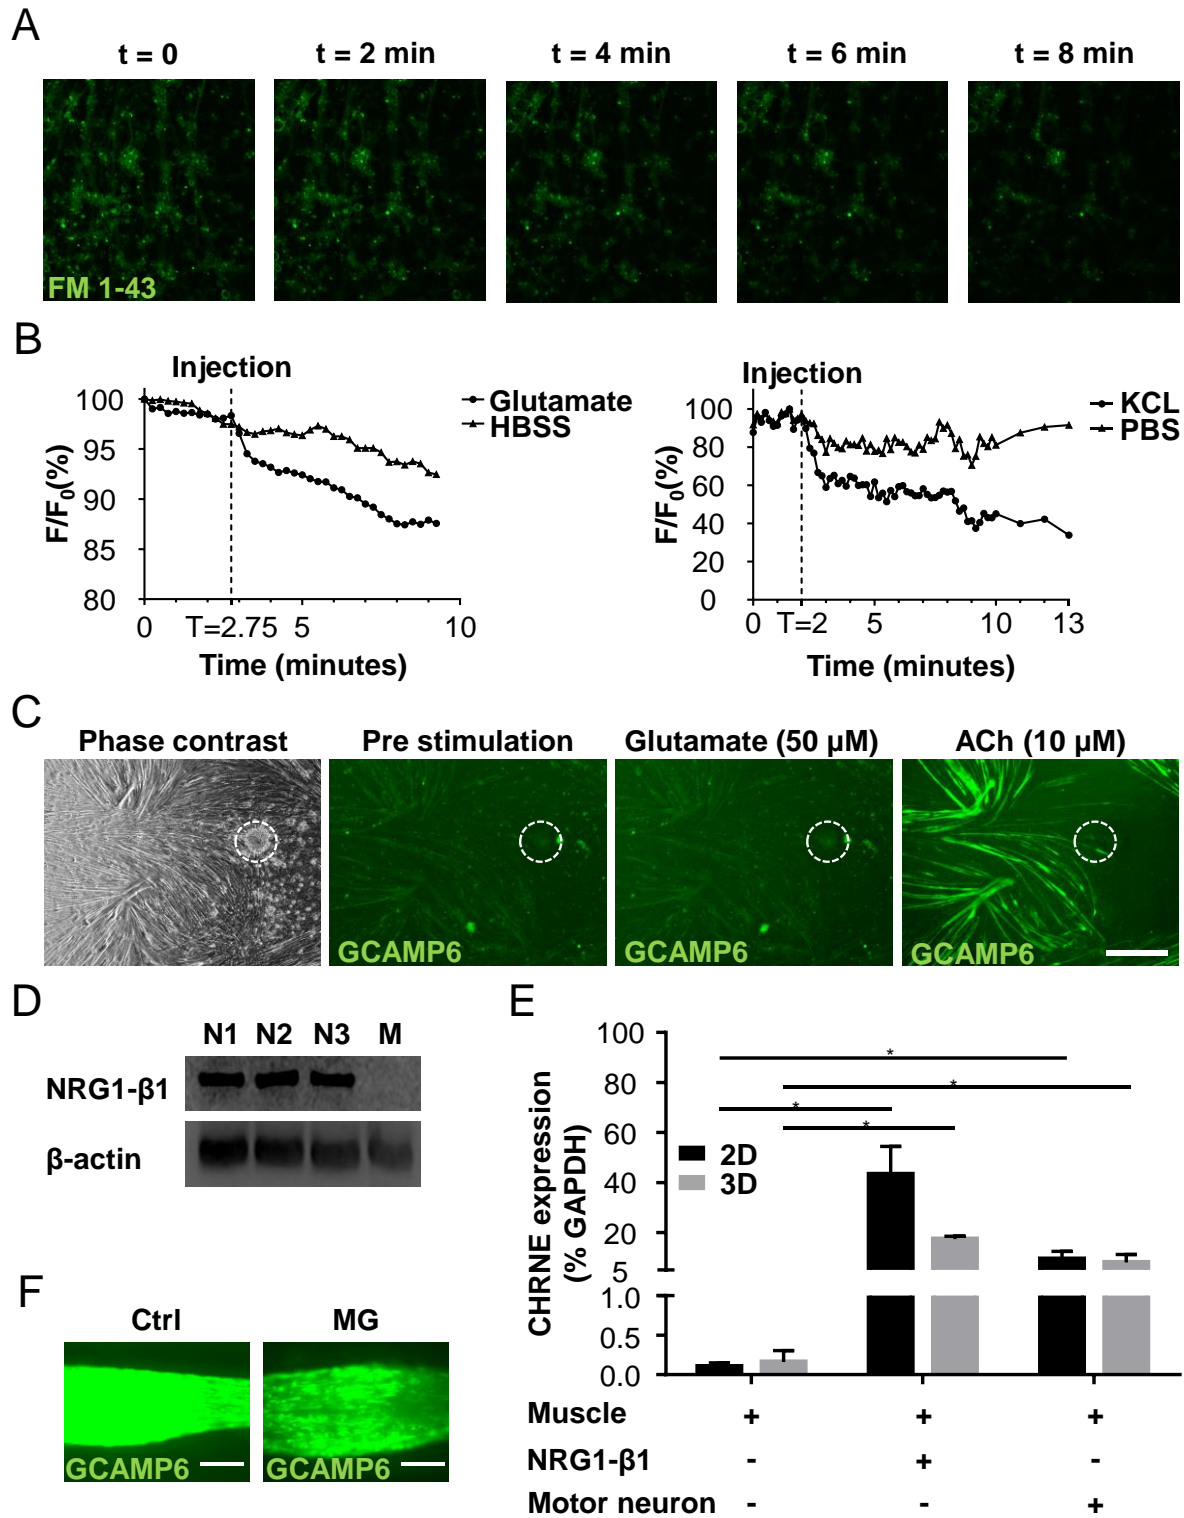 A
t = 0 t = 2 min t = 4 min t = 6 min t = 8 min
FM 1-43
B
Injection
Glutamate
HBSS
F/F0(%)
100
95
90
85
80
0 T=2.75 5 10
Time (minutes)
Injection
KCL
PBS
F/F0(%)
100
80
60
40
20
0
0 T=2 5 10 13
Time (minutes)
C
Phase contrast Pre stimulation Glutamate (50 µM) ACh (10 µM)
GCAMP6 GCAMP6 GCAMP6
D
N1 N2 N3 M
NRG1-β1
β-actin
E
CHRNE expression
(% GAPDH)
100
80
60
40
20
5
1.0
0.5
0.0
* 
*
*
*
2D
3D
Muscle + + +
NRG1-β1 - + -
Motor neuron - - +
F
Ctrl MG
GCAMP6 GCAMP6